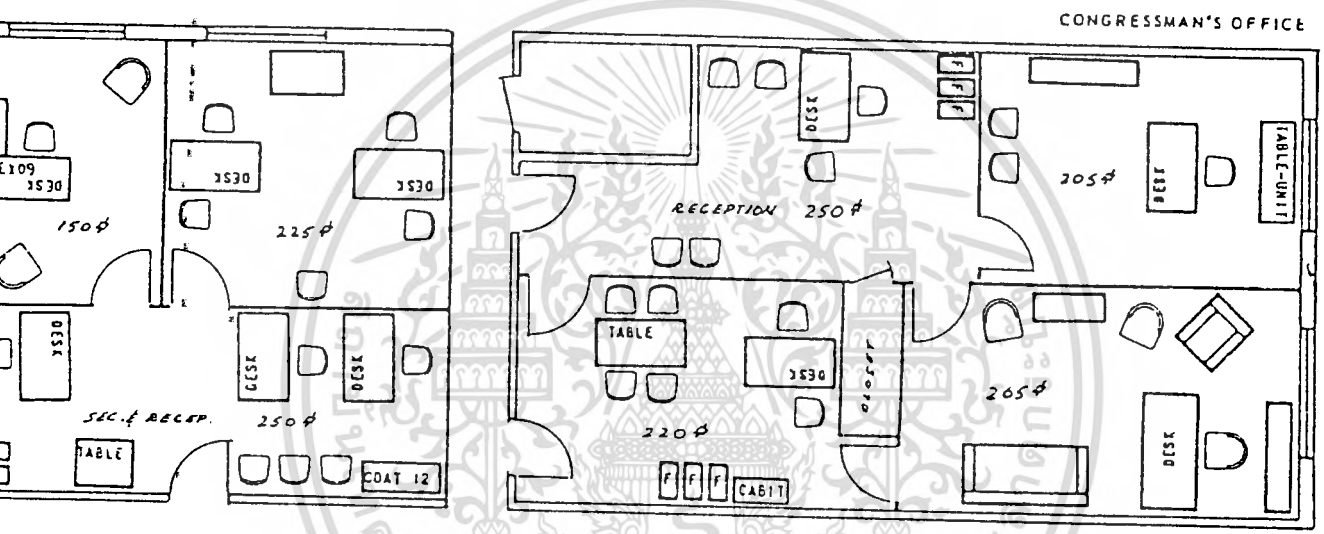 CONGRESSMAN'S OFFICE
F
F
F
DESK
DESK
DESK
DESK
DESK
TABLE-UNIT
205⌀
RECEPTION 250⌀
150⌀
225⌀
DESK
DESK
DESK
TABLE
DESK
205⌀
SEC. & RECEP. 250⌀
220⌀
DESK
TABLE
COAT 12
F F F
CABIT